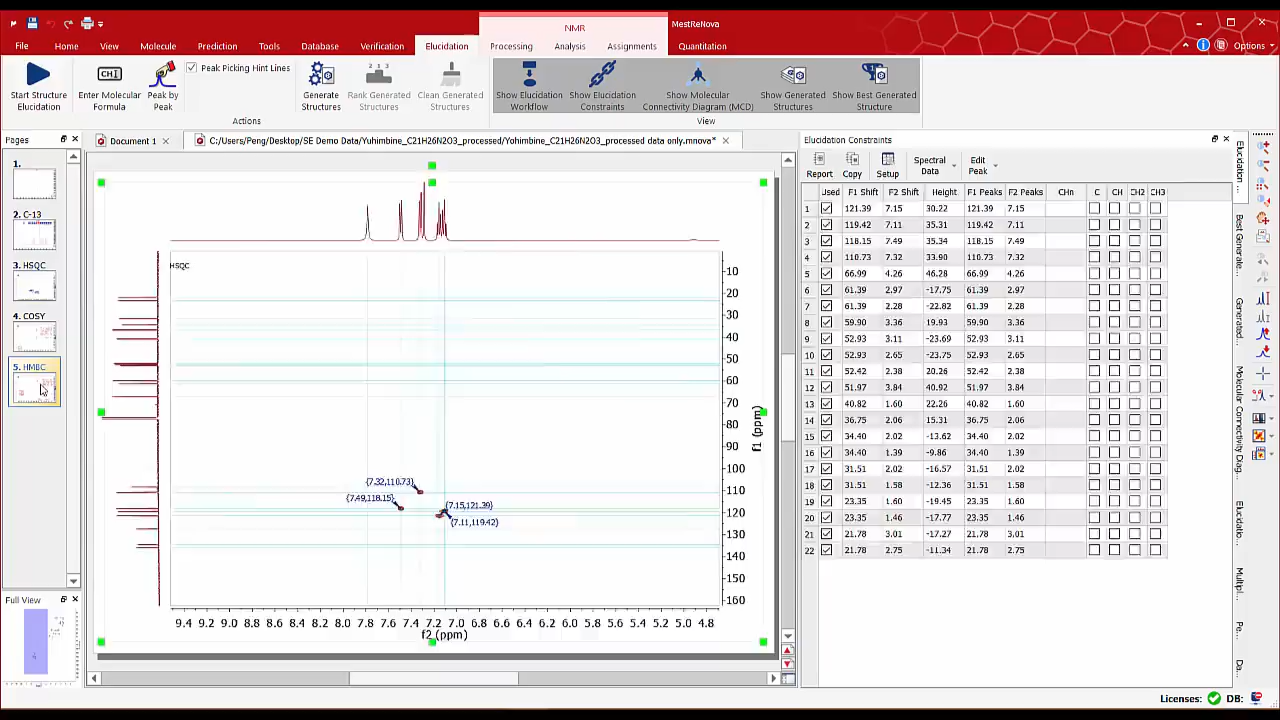 NMR
MestReNova
File Home View Molecule Prediction Tools Database Verification Elucidation Processing Analysis Assignments Quantitation Options
Start Structure Elucidation
Enter Molecular Formula
Peak by Peak
Peak Picking Hint Lines
Generate Structures
Rank Generated Structures
Clean Generated Structures
Show Elucidation Workflow
Show Elucidation Constraints
Show Molecular Connectivity Diagram (MCD)
Show Generated Structures
Show Best Generated Structure
Actions
View
Pages
Document 1
C:/Users/Peng/Desktop/SE Demo Data/Yuhimbine_C21H26N2O3_processed/Yohimbine_C21H26N2O3_processed data only.mnova*
1.
2. C-13
3. HSQC
4. COSY
5. HMBC
Full View
HSQC
{7.32,110.73}
{7.49,118.15}
{7.15,121.39}
{7.11,119.42}
10
20
30
40
50
60
70
80
90
100
110
120
130
140
150
160
f1 (ppm)
9.4 9.2 9.0 8.8 8.6 8.4 8.2 8.0 7.8 7.6 7.4 7.2 7.0 6.8 6.6 6.4 6.2 6.0 5.8 5.6 5.4 5.2 5.0 4.8
f2 (ppm)
Elucidation Constraints
Report Copy Setup Spectral Data Edit Peak
Used F1 Shift F2 Shift Height F1 Peaks F2 Peaks CHn C CH CH2 CH3
1 121.39 7.15 30.22 121.39 7.15
2 119.42 7.11 35.31 119.42 7.11
3 118.15 7.49 35.34 118.15 7.49
4 110.73 7.32 33.90 110.73 7.32
5 66.99 4.26 46.28 66.99 4.26
6 61.39 2.97 -17.75 61.39 2.97
7 61.39 2.28 -22.82 61.39 2.28
8 59.90 3.36 19.93 59.90 3.36
9 52.93 3.11 -23.69 52.93 3.11
10 52.93 2.65 -23.75 52.93 2.65
11 52.42 2.38 20.26 52.42 2.38
12 51.97 3.84 40.92 51.97 3.84
13 40.82 1.60 22.26 40.82 1.60
14 36.75 2.06 15.31 36.75 2.06
15 34.40 2.02 -13.62 34.40 2.02
16 34.40 1.39 -9.86 34.40 1.39
17 31.51 2.02 -16.57 31.51 2.02
18 31.51 1.58 -12.36 31.51 1.58
19 23.35 1.60 -19.45 23.35 1.60
20 23.35 1.46 -17.77 23.35 1.46
21 21.78 3.01 -17.27 21.78 3.01
22 21.78 2.75 -11.34 21.78 2.75
Elucidation ...
Best Generate...
Generated...
Molecular Connectivity Diag...
Elucidatio...
Multipl...
Pe...
Da...
Licenses: DB: